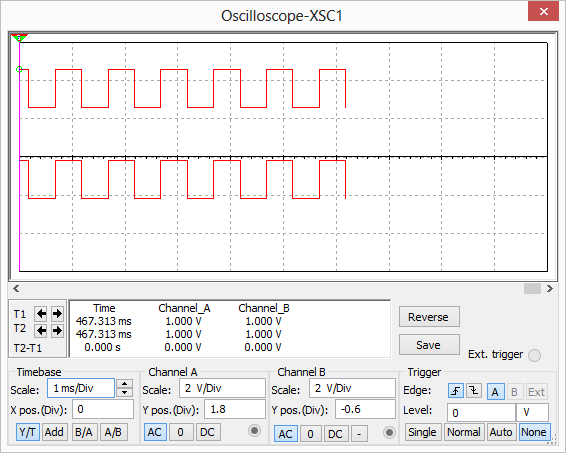 Oscilloscope-XSC1
T1
T2
T2-T1
Time Channel_A Channel_B
467.313 ms 1.000 V 1.000 V
467.313 ms 1.000 V 1.000 V
0.000 s 0.000 V 0.000 V
Reverse
Save
Ext. trigger
Timebase
Scale: 1 ms/Div
X pos.(Div): 0
Y/T Add B/A A/B
Channel A
Scale: 2 V/Div
Y pos.(Div): 1.8
AC 0 DC
Channel B
Scale: 2 V/Div
Y pos.(Div): -0.6
AC 0 DC -
Trigger
Edge: A B Ext
Level: 0 V
Single Normal Auto None